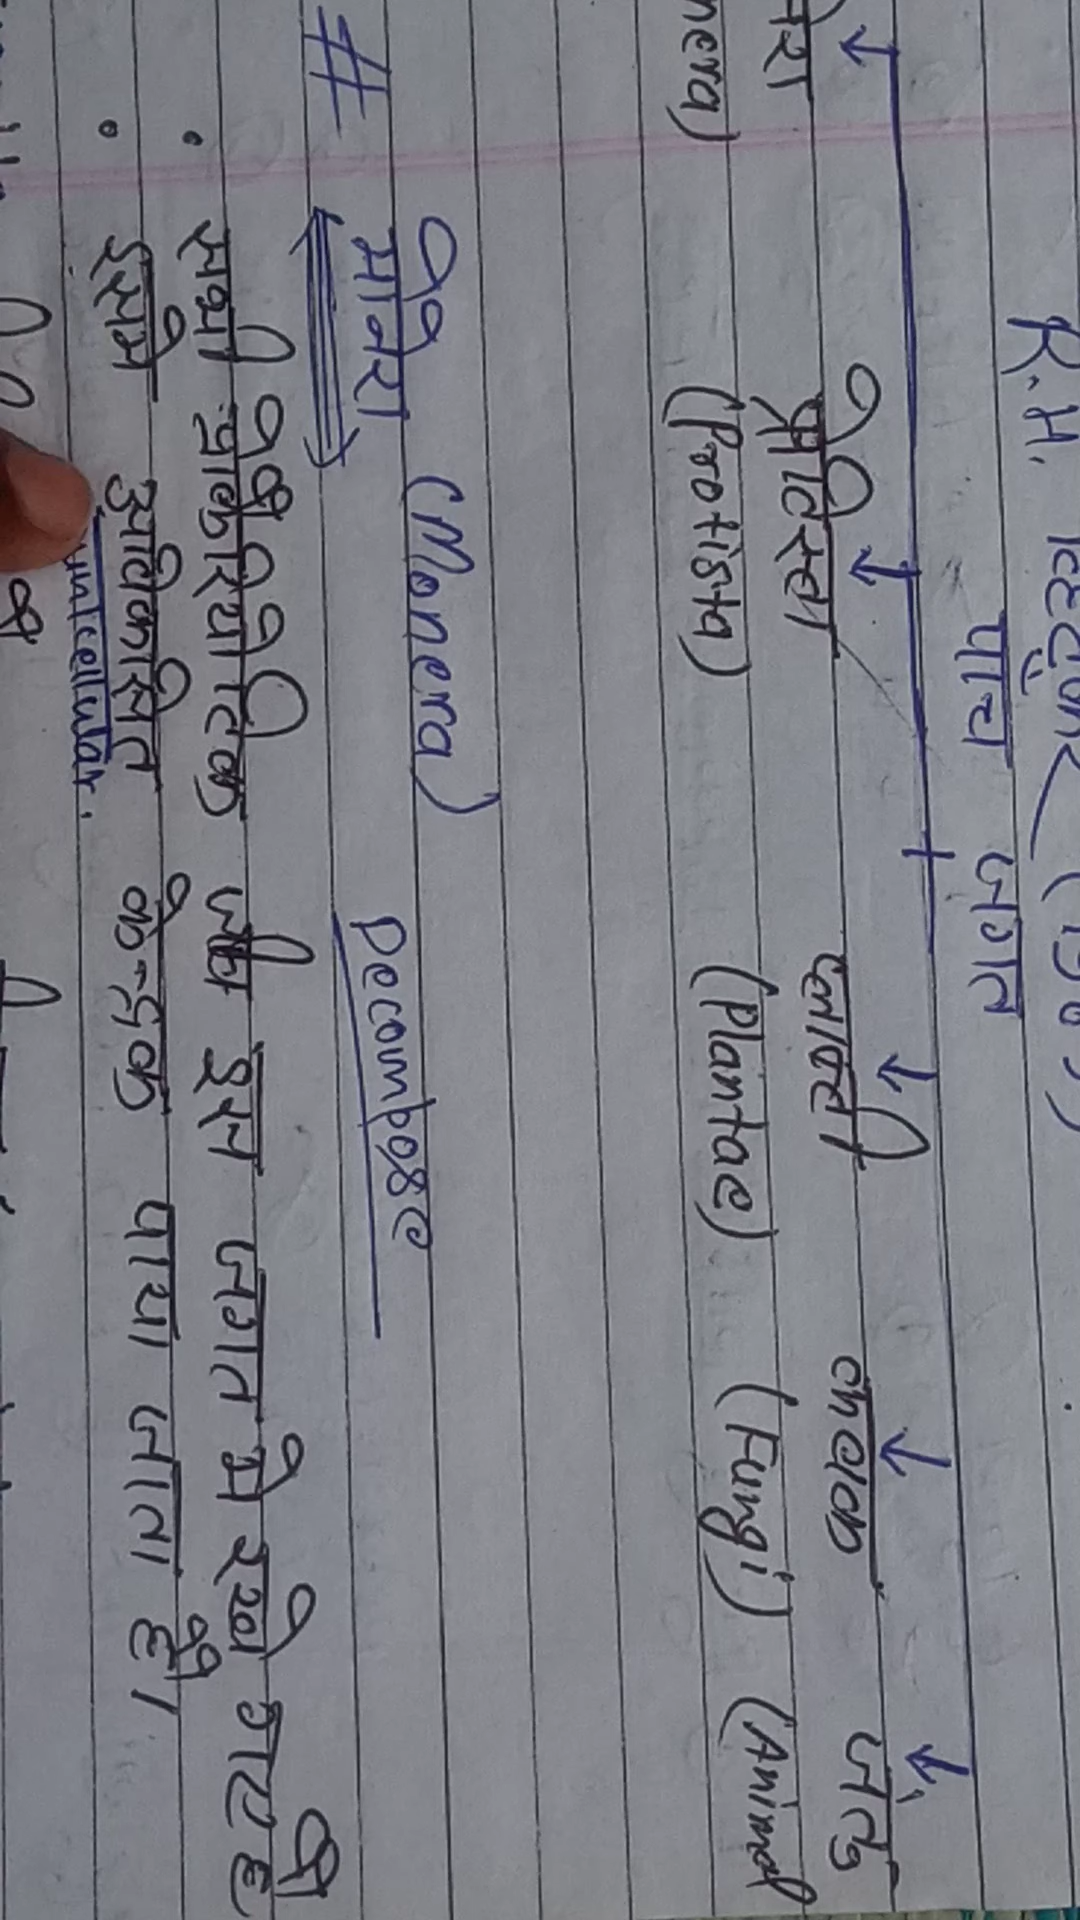 R.H. व्हिटेकर (1969)
पाच जगत
प्रोटिस्टा प्लान्टी कवक जंतु
(Protista) (Plantae) (Fungi) (Animal
# मोनेरा (Monera) Decompose
• सभी प्रोकैरियोटिक जीव इस जगत मे रखे गए है
• इसमे अविकसित केन्द्रक पाया जाता है।
unicellular.